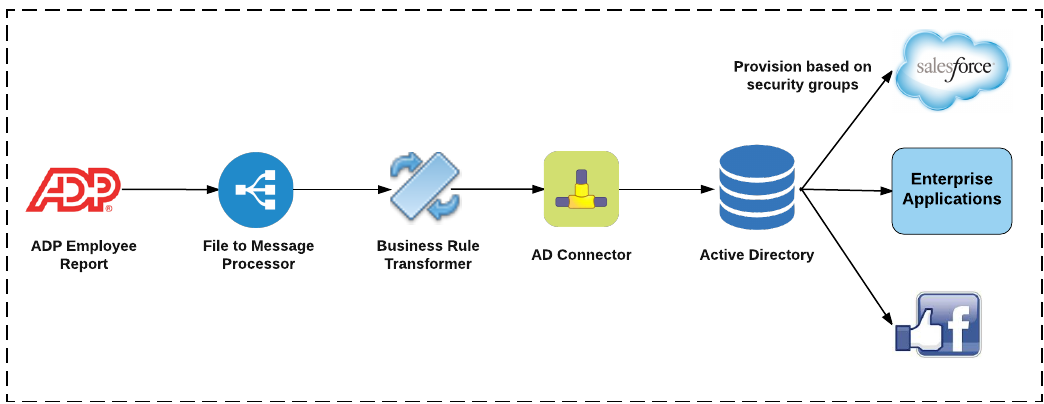 Provision based on
security groups
salesforce
ADP®
Enterprise
Applications
ADP Employee
Report
File to Message
Processor
Business Rule
Transformer
AD Connector
Active Directory
f